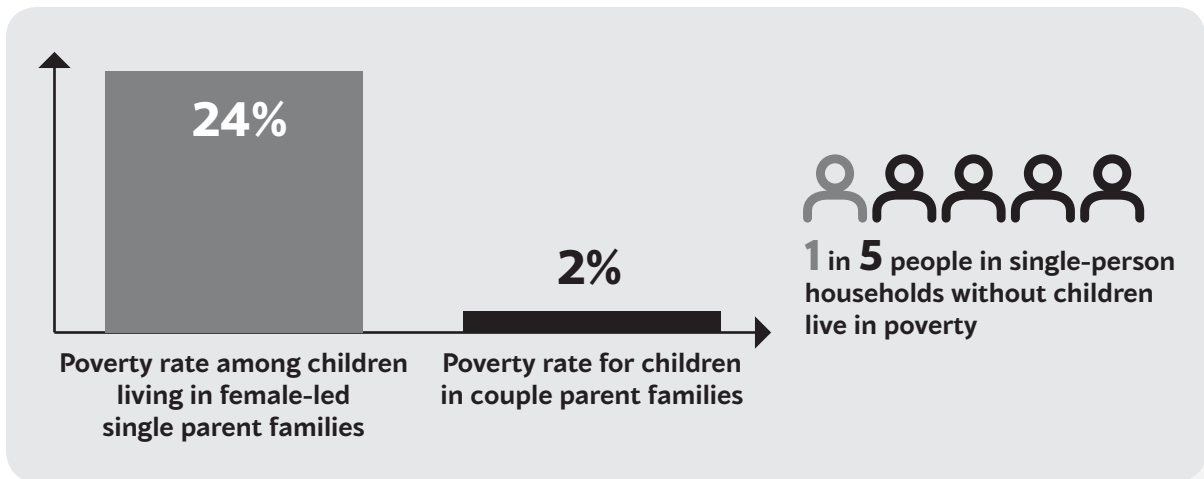 24%
2%
Poverty rate among children
living in female-led
single parent families
Poverty rate for children
in couple parent families
1 in 5 people in single-person
households without children
live in poverty